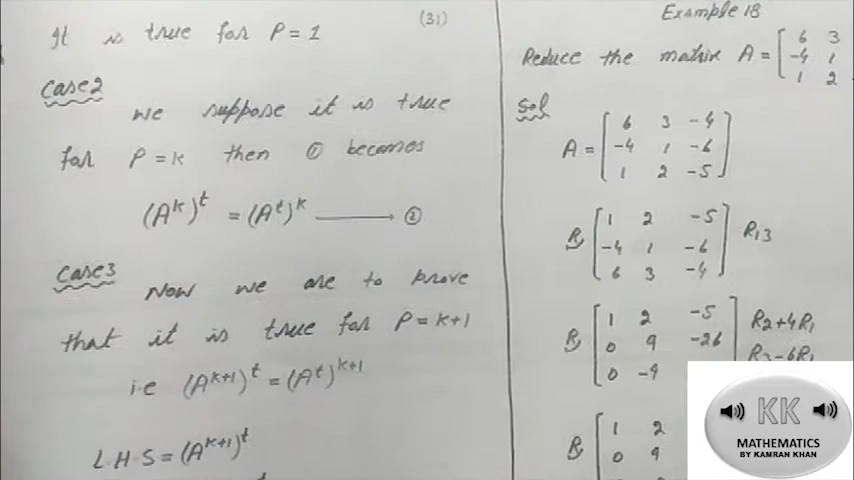 (31)
It is true for P = 1
Case2
we suppose it is true
for P = k then ① becomes
(A^k)^t = (A^t)^k ———→ ②
Case3
Now we are to prove
that it is true for P = k+1
i.e (A^{k+1})^t = (A^t)^{k+1}
L.H.S = (A^{k+1})^t
Example 18
Reduce the matrix A = [ 6 3
-4 1
1 2
Sol
A = [ 6 3 -4
-4 1 -6
1 2 -5 ]
R [ 1 2 -5
-4 1 -6
6 3 -4 ] R13
R [ 1 2 -5
0 9 -26
0 -9
] R2+4R1
R3-6R1
R [ 1 2
0 9
KK
MATHEMATICS
BY KAMRAN KHAN